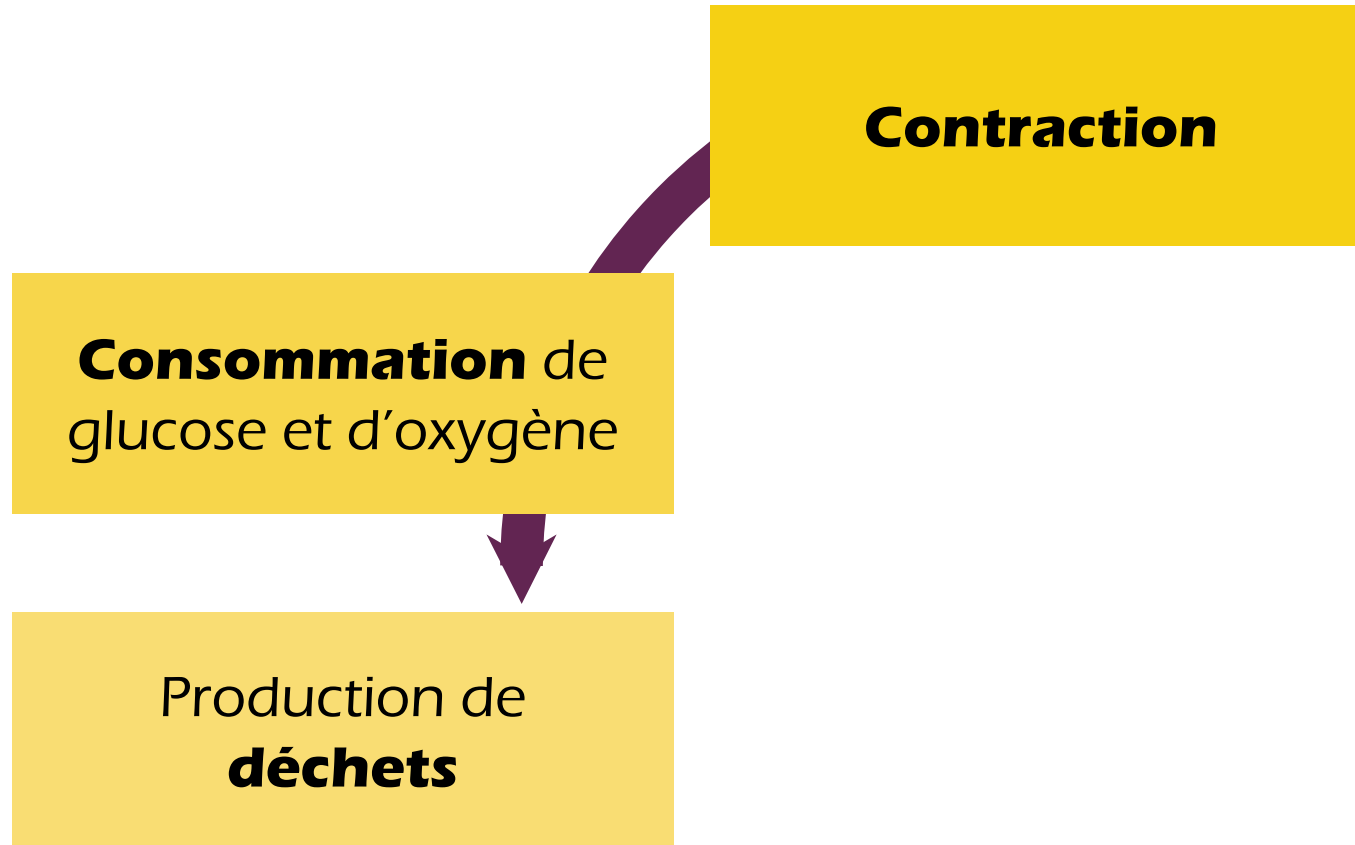 Contraction
Consommation de
glucose et d’oxygène
Production de
déchets